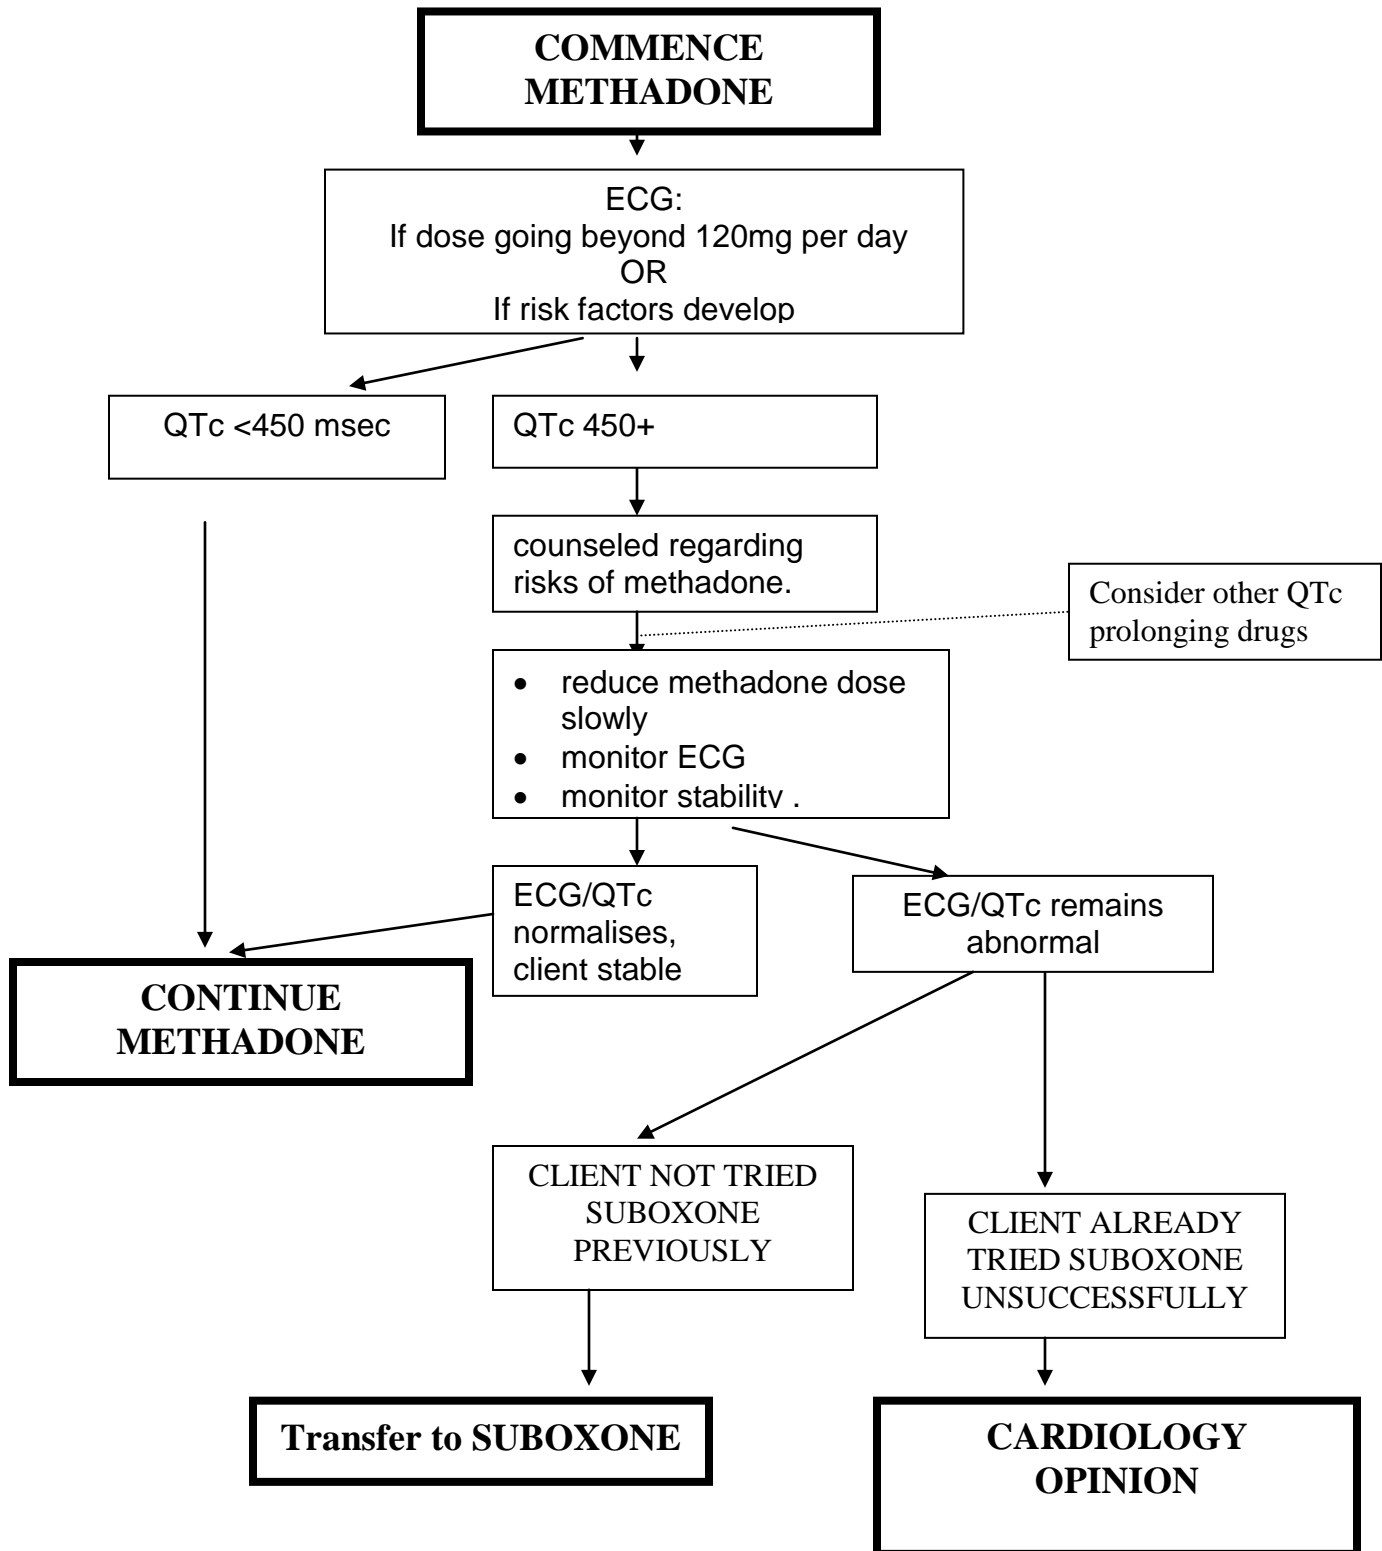 COMMENCE
METHADONE
ECG:
If dose going beyond 120mg per day
OR
If risk factors develop
QTc <450 msec
QTc 450+
counseled regarding
risks of methadone.
Consider other QTc
prolonging drugs
• reduce methadone dose
slowly
• monitor ECG
• monitor stability .
ECG/QTc
normalises,
client stable
ECG/QTc remains
abnormal
CONTINUE
METHADONE
CLIENT NOT TRIED
SUBOXONE
PREVIOUSLY
CLIENT ALREADY
TRIED SUBOXONE
UNSUCCESSFULLY
Transfer to SUBOXONE
CARDIOLOGY
OPINION